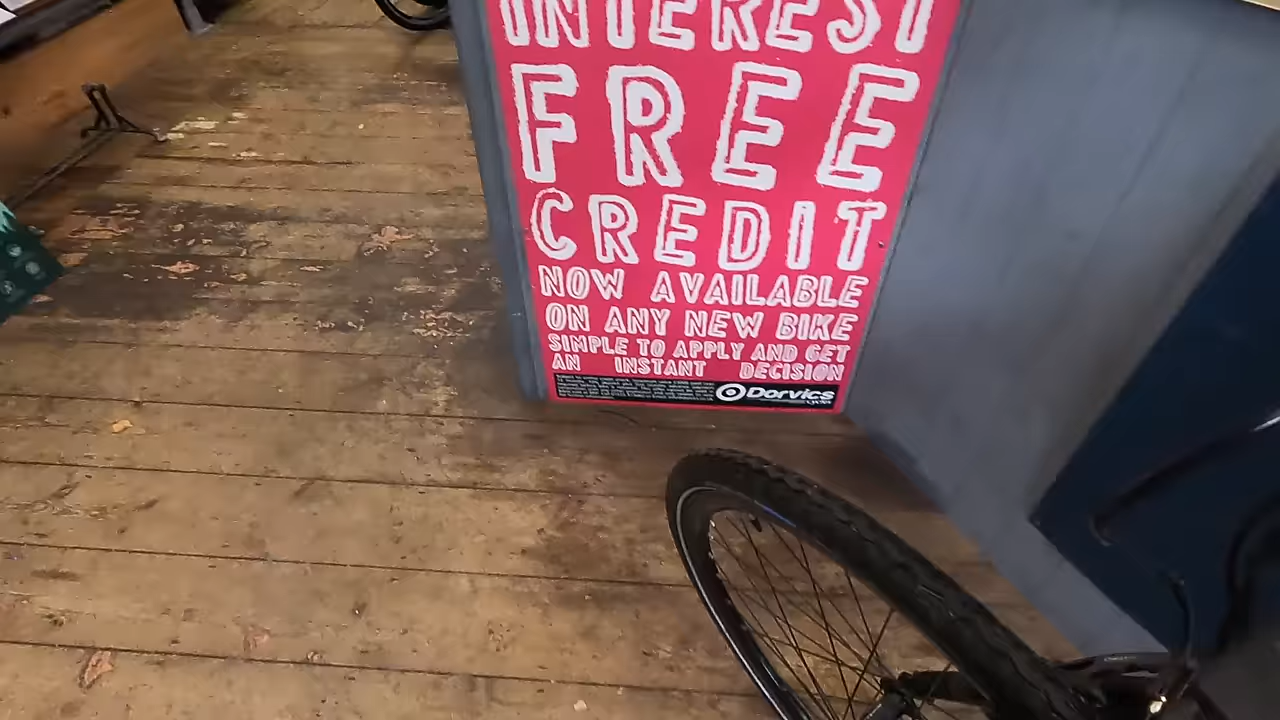 INTEREST
FREE
CREDIT
NOW AVAILABLE
ON ANY NEW BIKE
SIMPLE TO APPLY AND GET
AN INSTANT DECISION
Dorvics